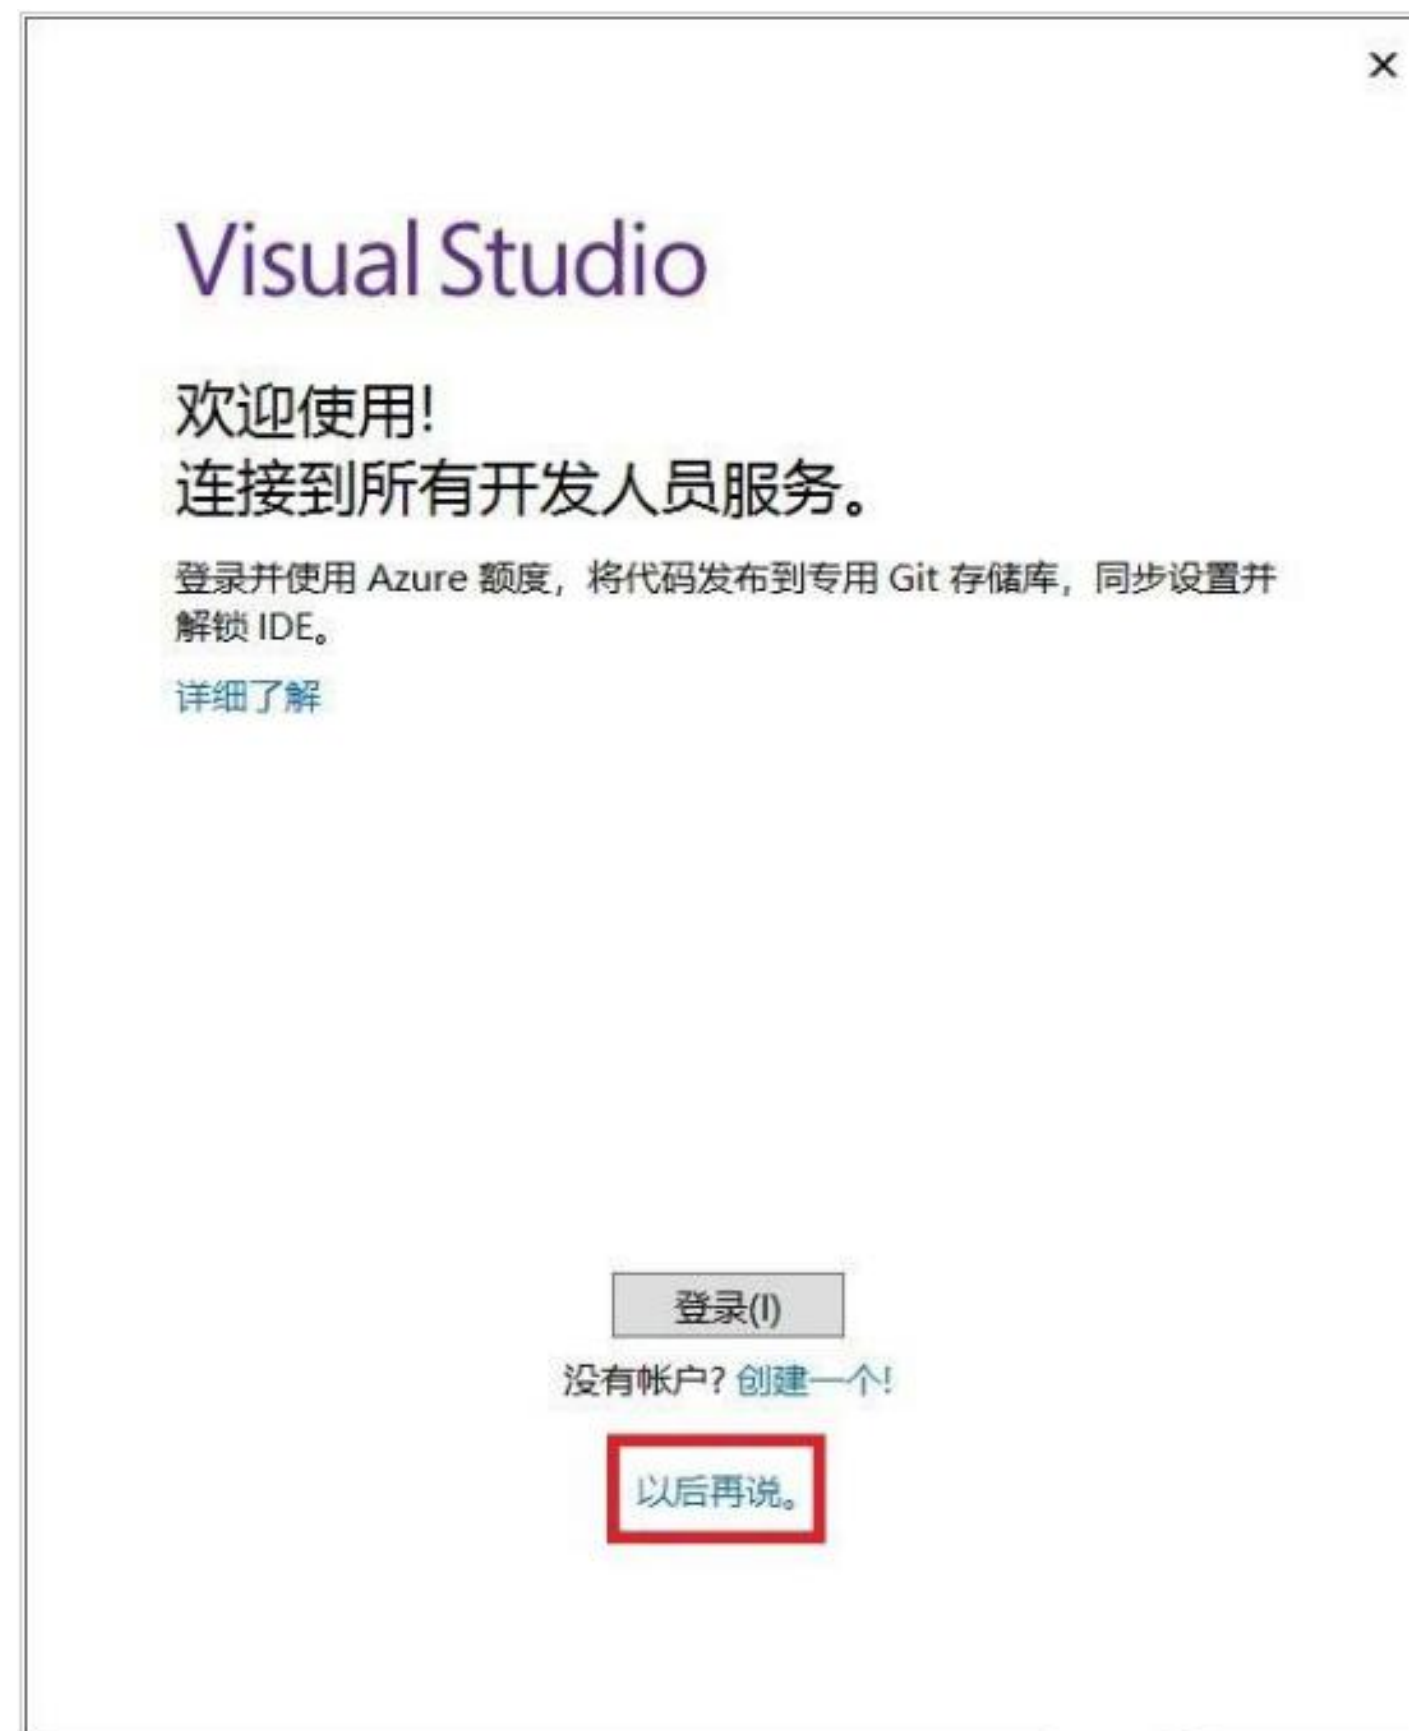 Visual Studio
欢迎使用!
连接到所有开发人员服务。
登录并使用 Azure 额度，将代码发布到专用 Git 存储库，同步设置并
解锁 IDE。
详细了解
登录(I)
没有帐户? 创建一个!
以后再说。